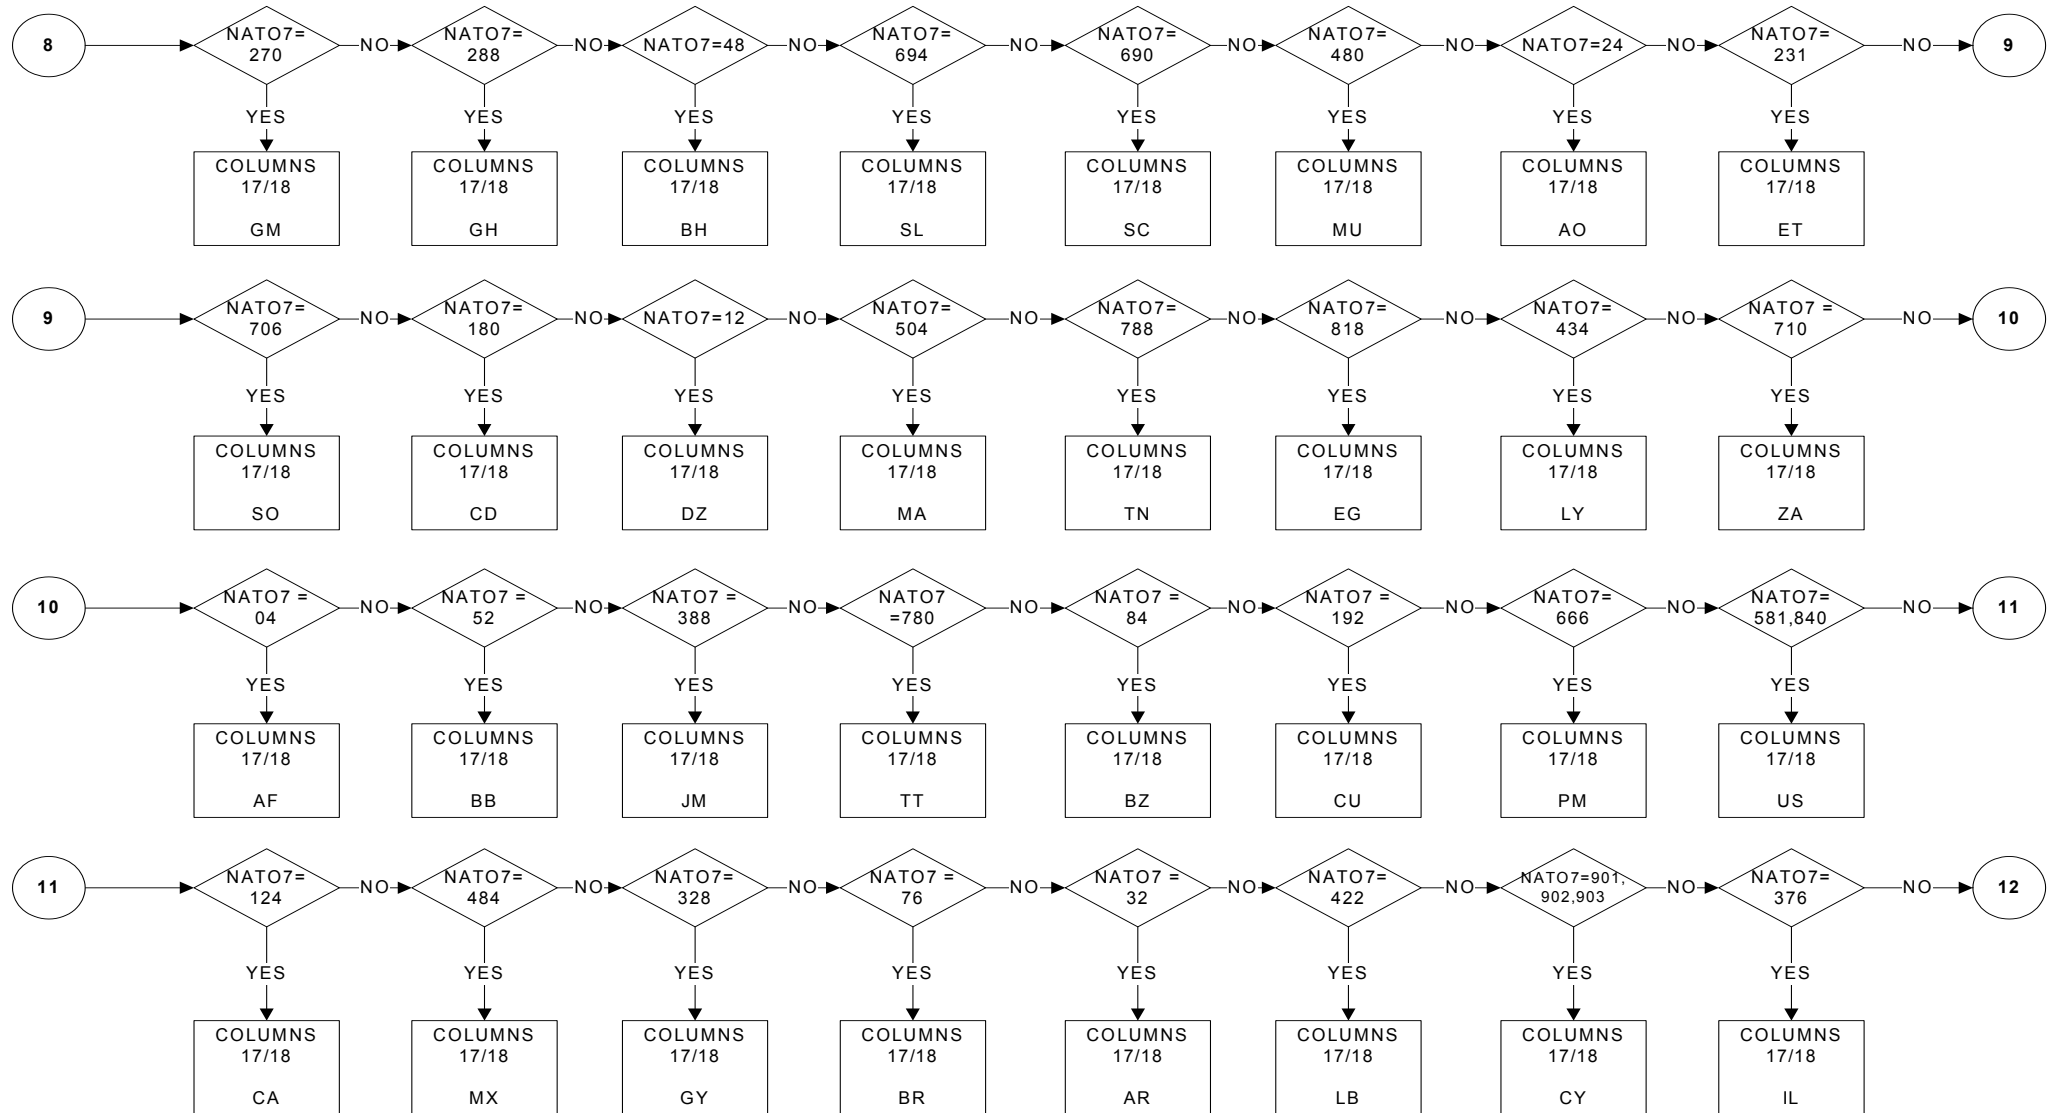 8
NATO7=
270
NO
NATO7=
288
NO
NATO7=48
NO
NATO7=
694
NO
NATO7=
690
NO
NATO7=
480
NO
NATO7=24
NO
NATO7=
231
NO
9
YES
YES
YES
YES
YES
YES
YES
YES
COLUMNS
17/18
GM
COLUMNS
17/18
GH
COLUMNS
17/18
BH
COLUMNS
17/18
SL
COLUMNS
17/18
SC
COLUMNS
17/18
MU
COLUMNS
17/18
AO
COLUMNS
17/18
ET
9
NATO7=
706
NO
NATO7=
180
NO
NATO7=12
NO
NATO7=
504
NO
NATO7=
788
NO
NATO7=
818
NO
NATO7=
434
NO
NATO7 =
710
NO
10
YES
YES
YES
YES
YES
YES
YES
YES
COLUMNS
17/18
SO
COLUMNS
17/18
CD
COLUMNS
17/18
DZ
COLUMNS
17/18
MA
COLUMNS
17/18
TN
COLUMNS
17/18
EG
COLUMNS
17/18
LY
COLUMNS
17/18
ZA
10
NATO7 =
04
NO
NATO7 =
52
NO
NATO7 =
388
NO
NATO7
=780
NO
NATO7 =
84
NO
NATO7 =
192
NO
NATO7=
666
NO
NATO7=
581,840
NO
11
YES
YES
YES
YES
YES
YES
YES
YES
COLUMNS
17/18
AF
COLUMNS
17/18
BB
COLUMNS
17/18
JM
COLUMNS
17/18
TT
COLUMNS
17/18
BZ
COLUMNS
17/18
CU
COLUMNS
17/18
PM
COLUMNS
17/18
US
11
NATO7=
124
NO
NATO7=
484
NO
NATO7=
328
NO
NATO7 =
76
NO
NATO7 =
32
NO
NATO7=
422
NO
NATO7=901,
902,903
NO
NATO7=
376
NO
12
YES
YES
YES
YES
YES
YES
YES
YES
COLUMNS
17/18
CA
COLUMNS
17/18
MX
COLUMNS
17/18
GY
COLUMNS
17/18
BR
COLUMNS
17/18
AR
COLUMNS
17/18
LB
COLUMNS
17/18
CY
COLUMNS
17/18
IL